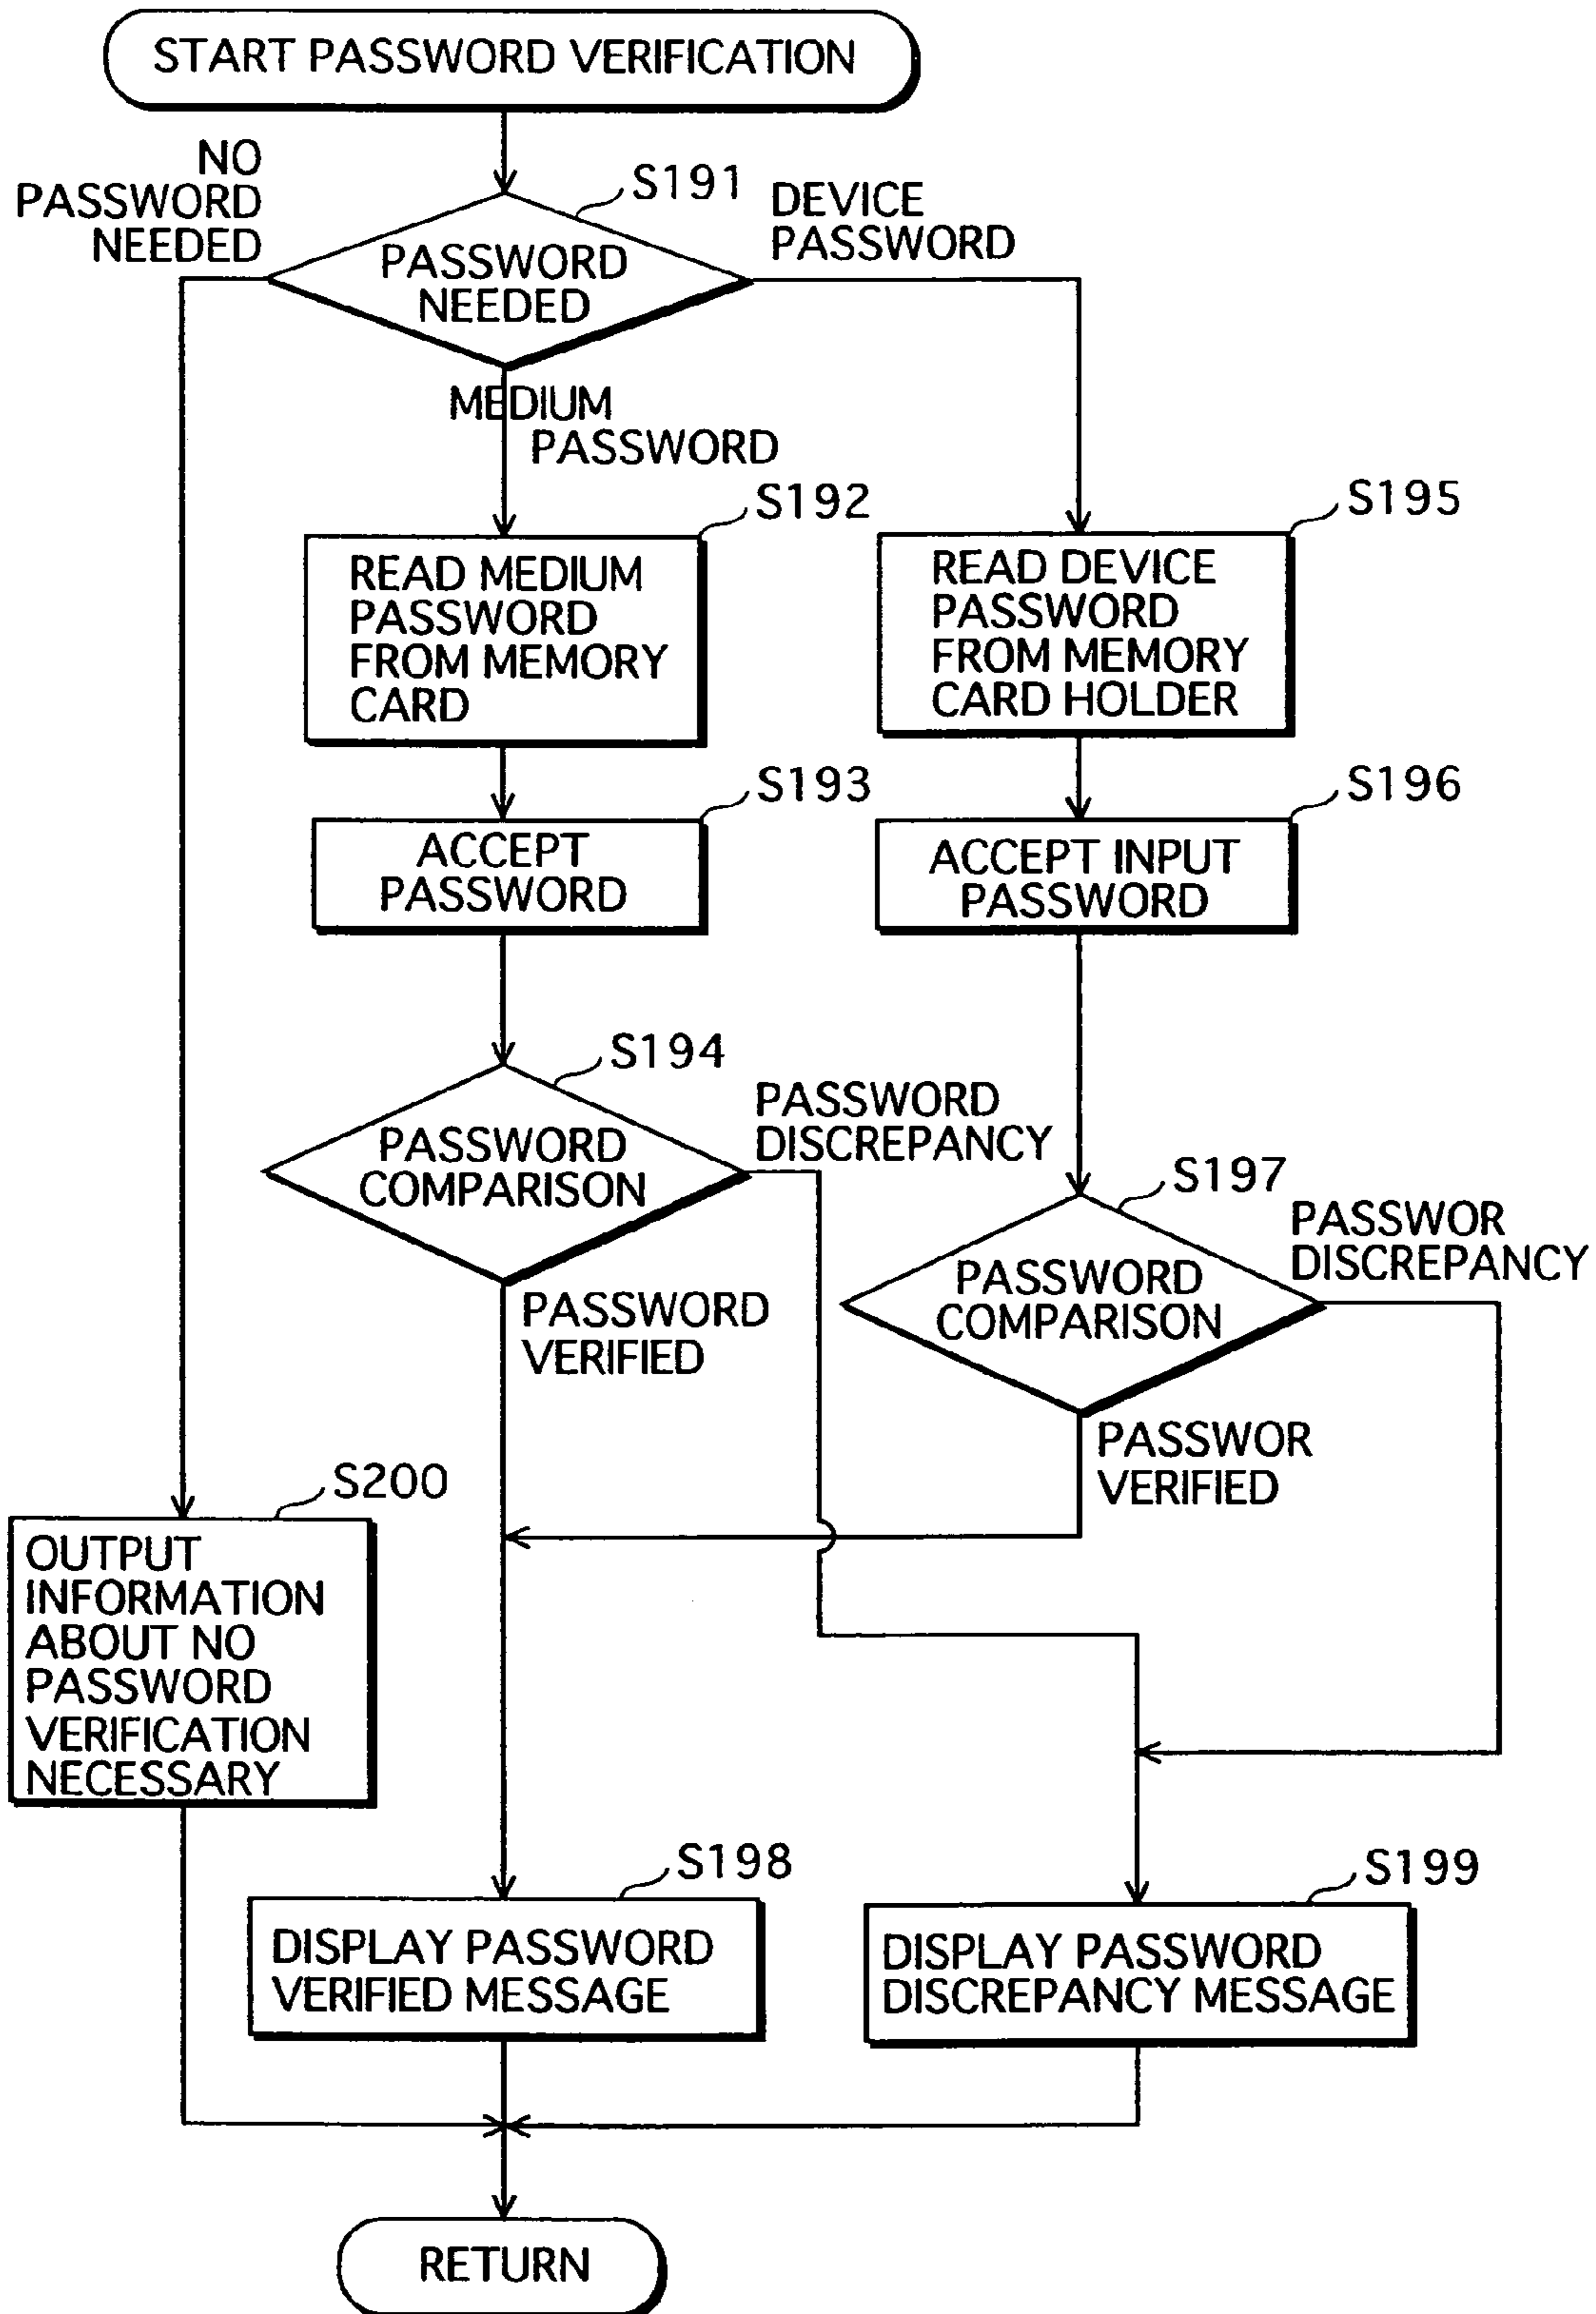 START PASSWORD VERIFICATION
NO
PASSWORD
NEEDED
S191
DEVICE
PASSWORD
PASSWORD
NEEDED
MEDIUM
PASSWORD
S192
READ MEDIUM
PASSWORD
FROM MEMORY
CARD
S195
READ DEVICE
PASSWORD
FROM MEMORY
CARD HOLDER
S193
ACCEPT
PASSWORD
S196
ACCEPT INPUT
PASSWORD
S194
PASSWORD
COMPARISON
PASSWORD
DISCREPANCY
S197
PASSWOR
DISCREPANCY
PASSWORD
COMPARISON
PASSWORD
VERIFIED
PASSWOR
VERIFIED
S200
OUTPUT
INFORMATION
ABOUT NO
PASSWORD
VERIFICATION
NECESSARY
S198
DISPLAY PASSWORD
VERIFIED MESSAGE
S199
DISPLAY PASSWORD
DISCREPANCY MESSAGE
RETURN